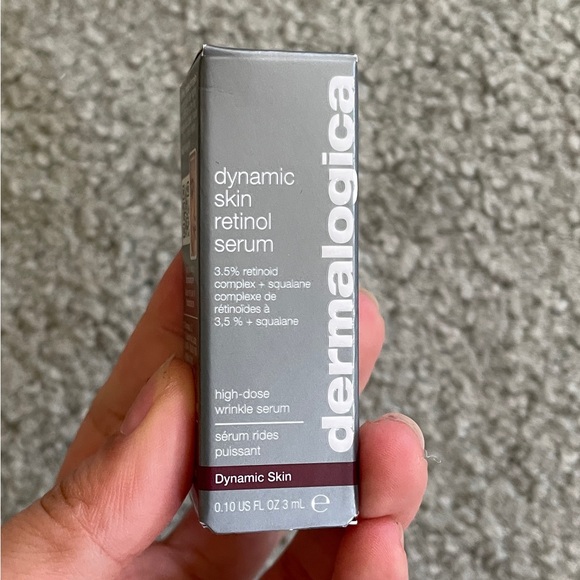 dermalogica
dynamic
skin
retinol
serum
3.5% retinoid
complex + squalane
complexe de
rétinoïdes à
3,5 % + squalane
high-dose
wrinkle serum
sérum rides
puissant
Dynamic Skin
0.10 US FL OZ 3 mL ℮